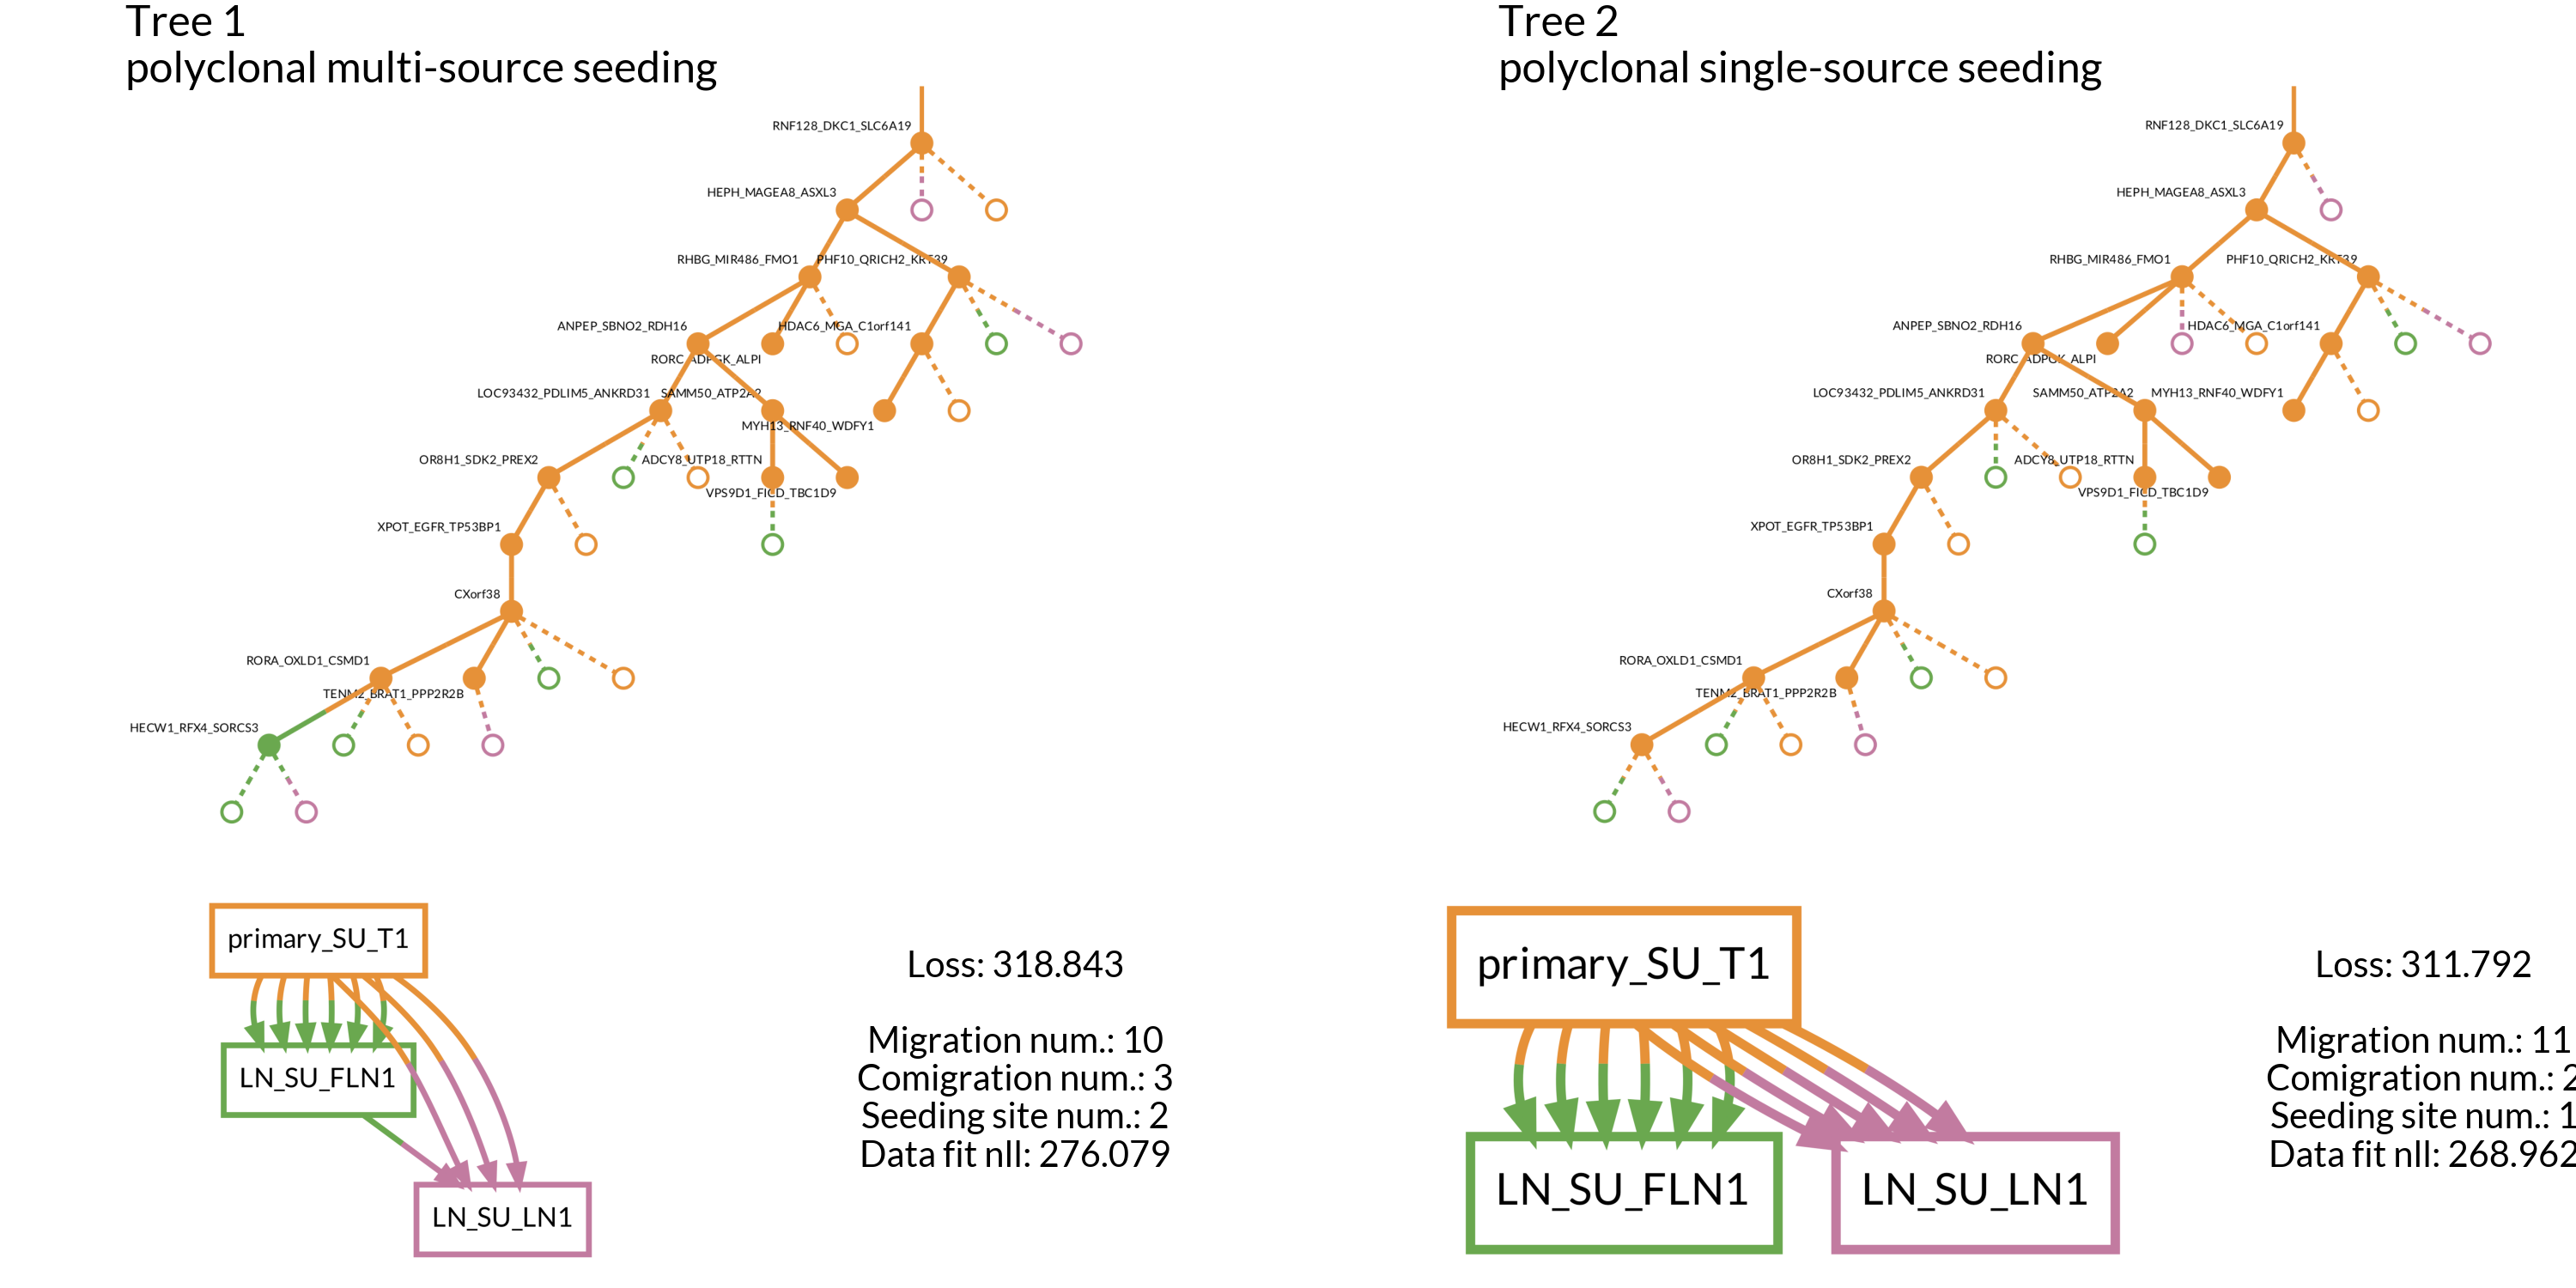 Tree 1
polyclonal multi-source seeding
RNF128_DKC1_SLC6A19
HEPH_MAGEA8_ASXL3
RHBG_MIR486_FMO1
PHF10_QRICH2_KRT39
ANPEP_SBNO2_RDH16
HDAC6_MGA_C1orf141
RORC_ADPGK_ALPI
LOC93432_PDLIM5_ANKRD31
SAMM50_ATP2A2
MYH13_RNF40_WDFY1
OR8H1_SDK2_PREX2
ADCY8_UTP18_RTTN
VPS9D1_FICD_TBC1D9
XPOT_EGFR_TP53BP1
CXorf38
RORA_OXLD1_CSMD1
TENM2_BRAT1_PPP2R2B
HECW1_RFX4_SORCS3
primary_SU_T1
LN_SU_FLN1
LN_SU_LN1
Loss: 318.843
Migration num.: 10
Comigration num.: 3
Seeding site num.: 2
Data fit nll: 276.079
Tree 2
polyclonal single-source seeding
RNF128_DKC1_SLC6A19
HEPH_MAGEA8_ASXL3
RHBG_MIR486_FMO1
PHF10_QRICH2_KRT39
ANPEP_SBNO2_RDH16
HDAC6_MGA_C1orf141
RORC_ADPGK_ALPI
LOC93432_PDLIM5_ANKRD31
SAMM50_ATP2A2
MYH13_RNF40_WDFY1
OR8H1_SDK2_PREX2
ADCY8_UTP18_RTTN
VPS9D1_FICD_TBC1D9
XPOT_EGFR_TP53BP1
CXorf38
RORA_OXLD1_CSMD1
TENM2_BRAT1_PPP2R2B
HECW1_RFX4_SORCS3
primary_SU_T1
LN_SU_FLN1
LN_SU_LN1
Loss: 311.792
Migration num.: 11
Comigration num.: 2
Seeding site num.: 1
Data fit nll: 268.962